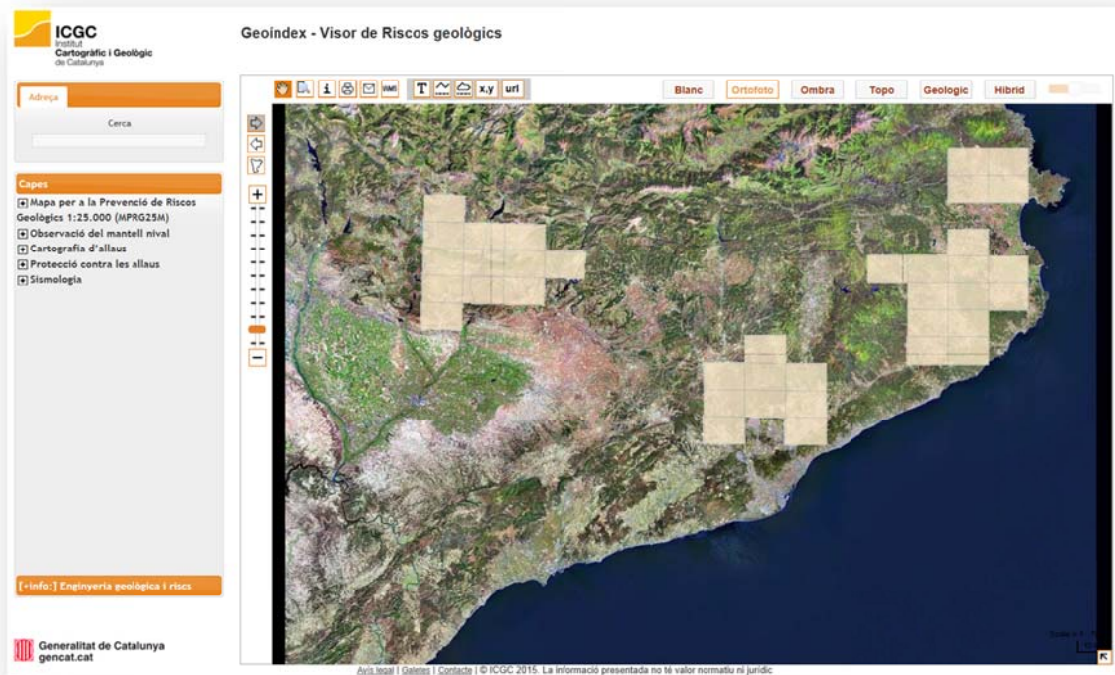 ICGC
Institut
Cartogràfic i Geològic
de Catalunya
Geoíndex - Visor de Riscos geològics
Adreça
Cerca
Capes
Mapa per a la Prevenció de Riscos
Geològics 1:25.000 (MPRG25M)
Observació del mantell nival
Cartografia d'allaus
Protecció contra les allaus
Sismologia
[+info:] Enginyeria geològica i riscs
Generalitat de Catalunya
gencat.cat
i WMS T x,y url
Blanc Ortofoto Ombra Topo Geologic Híbrid
Avís legal | Galetes | Contacte | © ICGC 2015. La informació presentada no té valor normatiu ni jurídic